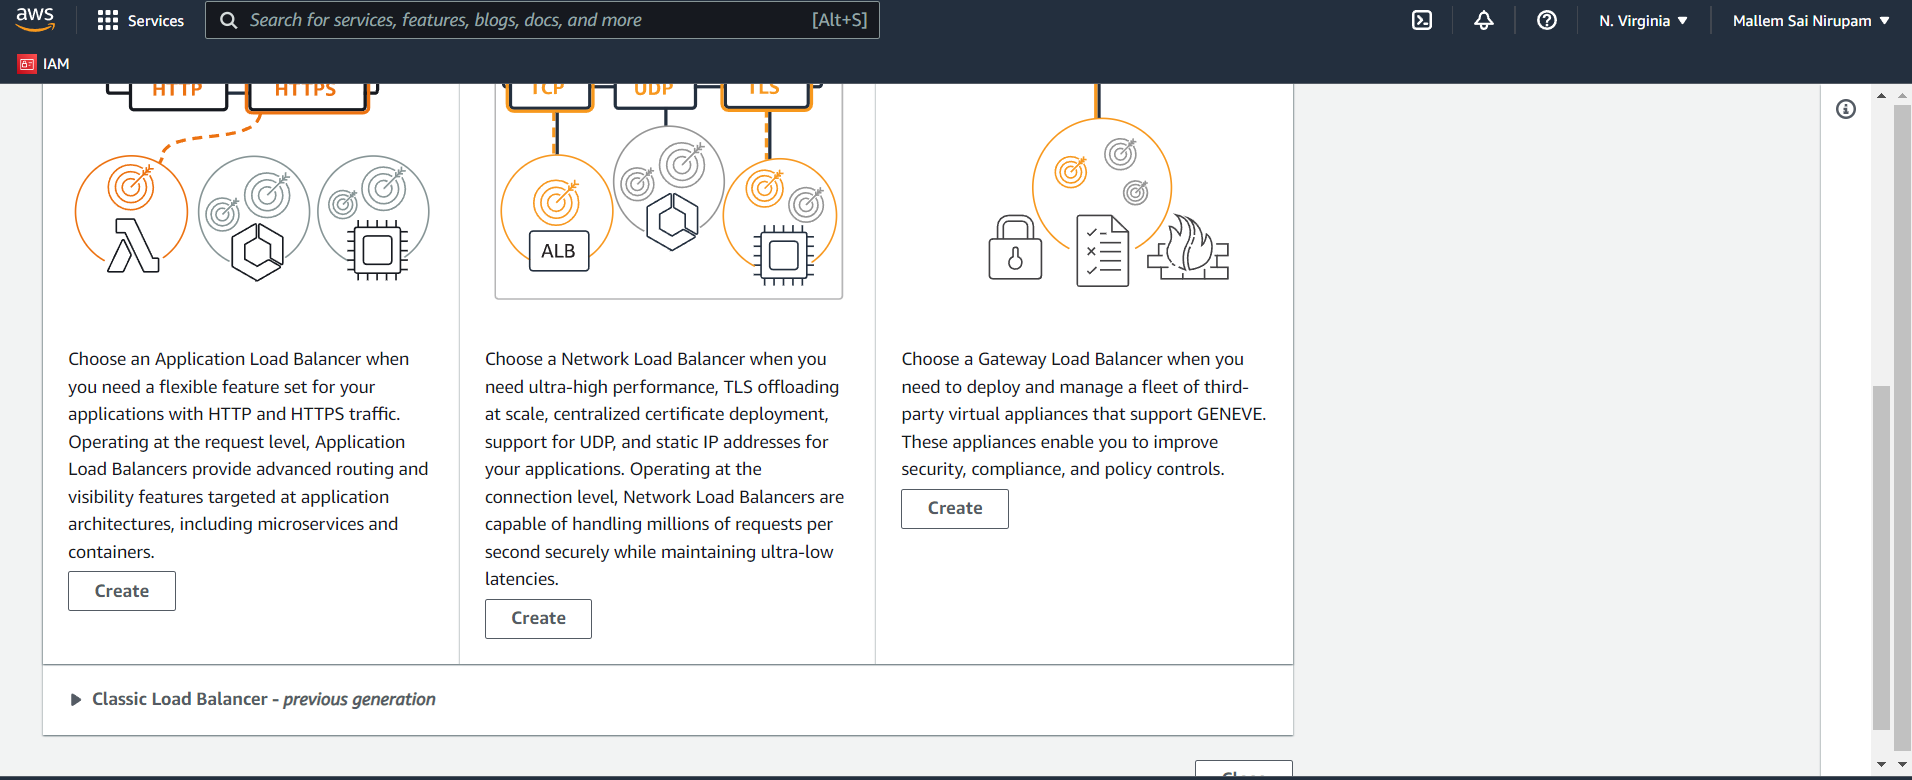 aws
Services
Search for services, features, blogs, docs, and more
[Alt+S]
N. Virginia
Mallem Sai Nirupam
IAM
HTTP
HTTPS
TCP
UDP
TLS
ALB
Choose an Application Load Balancer when
you need a flexible feature set for your
applications with HTTP and HTTPS traffic.
Operating at the request level, Application
Load Balancers provide advanced routing and
visibility features targeted at application
architectures, including microservices and
containers.
Create
Choose a Network Load Balancer when you
need ultra-high performance, TLS offloading
at scale, centralized certificate deployment,
support for UDP, and static IP addresses for
your applications. Operating at the
connection level, Network Load Balancers are
capable of handling millions of requests per
second securely while maintaining ultra-low
latencies.
Create
Choose a Gateway Load Balancer when you
need to deploy and manage a fleet of third-
party virtual appliances that support GENEVE.
These appliances enable you to improve
security, compliance, and policy controls.
Create
Classic Load Balancer - previous generation